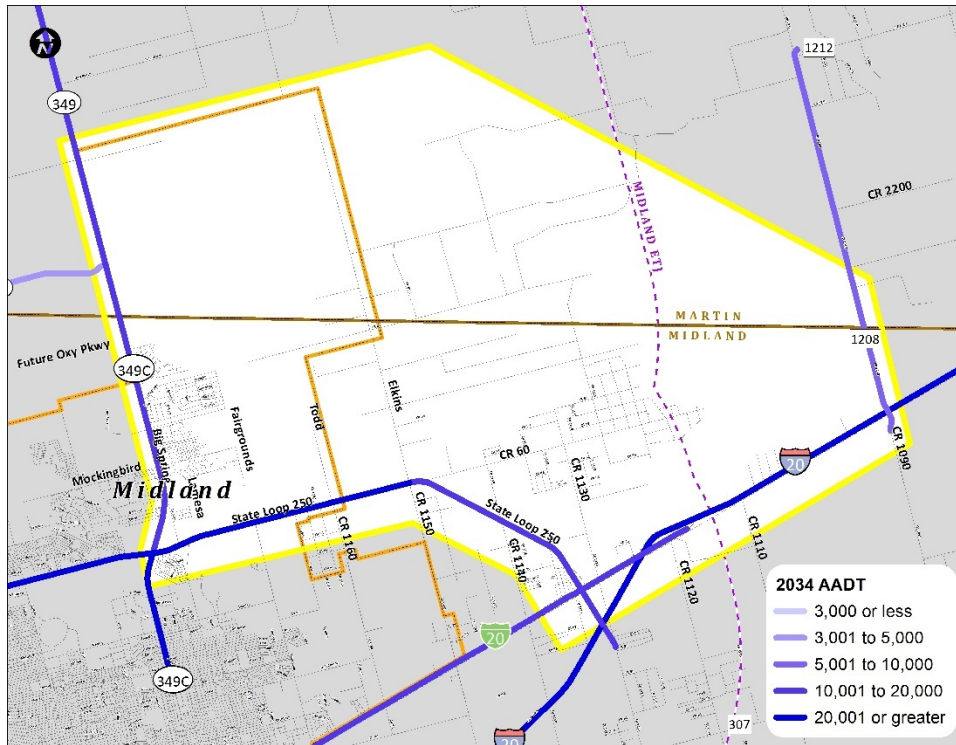 N
1212
349
CR 2200
MIDLAND ETJ
MARTIN
MIDLAND
1208
Future Oxy Pkwy
349C
Elkins
Todd
Fairgrounds
Big Spring
Mockingbird
Midland
CR 60
CR 1130
CR 1090
20
State Loop 250
CR 1150
State Loop 250
CR 1160
CR 1140
CR 1110
CR 1120
20
349C
307
20
2034 AADT
3,000 or less
3,001 to 5,000
5,001 to 10,000
10,001 to 20,000
20,001 or greater